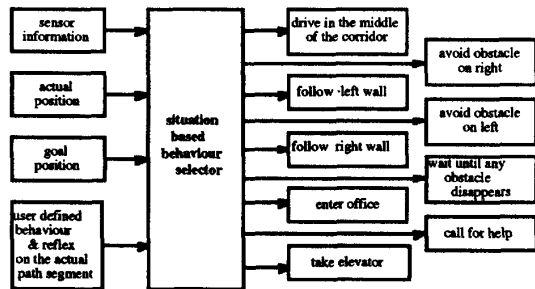 sensor
information
actual
position
goal
position
user defined
behaviour
& reflex
on the actual
path segment
situation
based
behaviour
selector
drive in the middle
of the corridor
follow left wall
follow right wall
enter office
take elevator
avoid obstacle
on right
avoid obstacle
on left
wait until any
obstacle
disappears
call for help